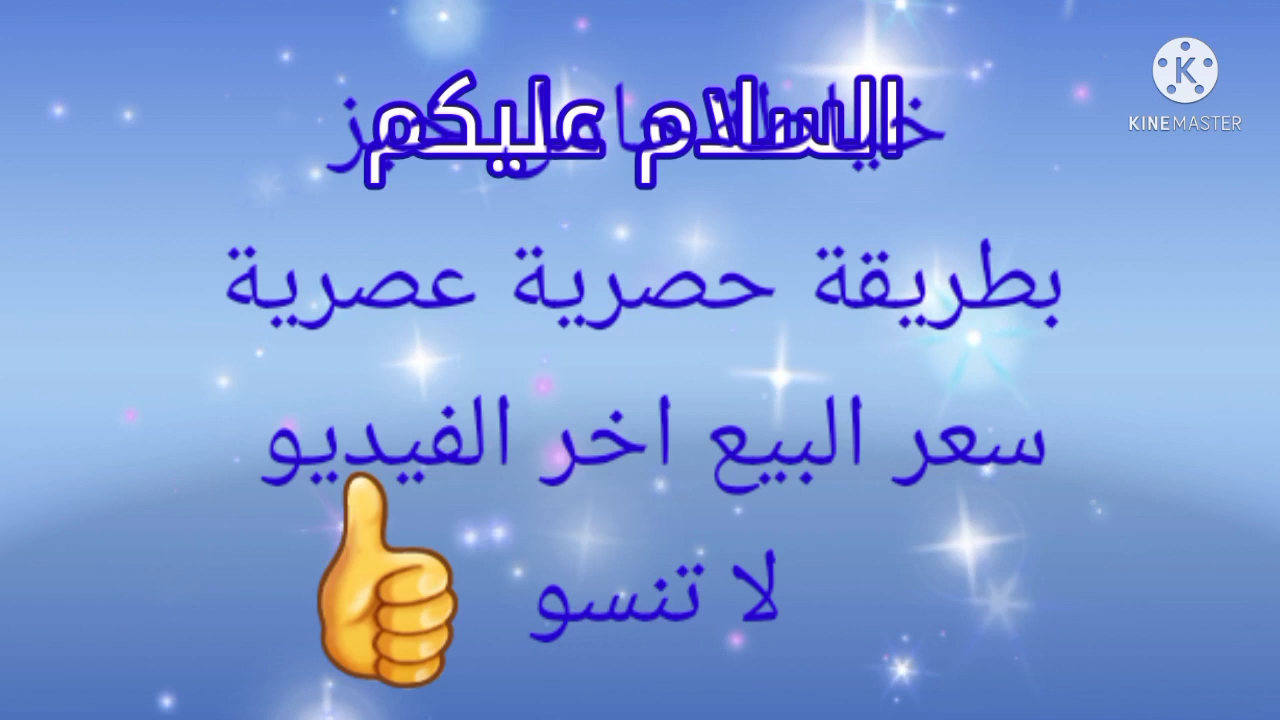 السلام عليكم
بطريقة حصرية عصرية
سعر البيع اخر الفيديو
لا تنسو
KINEMASTER